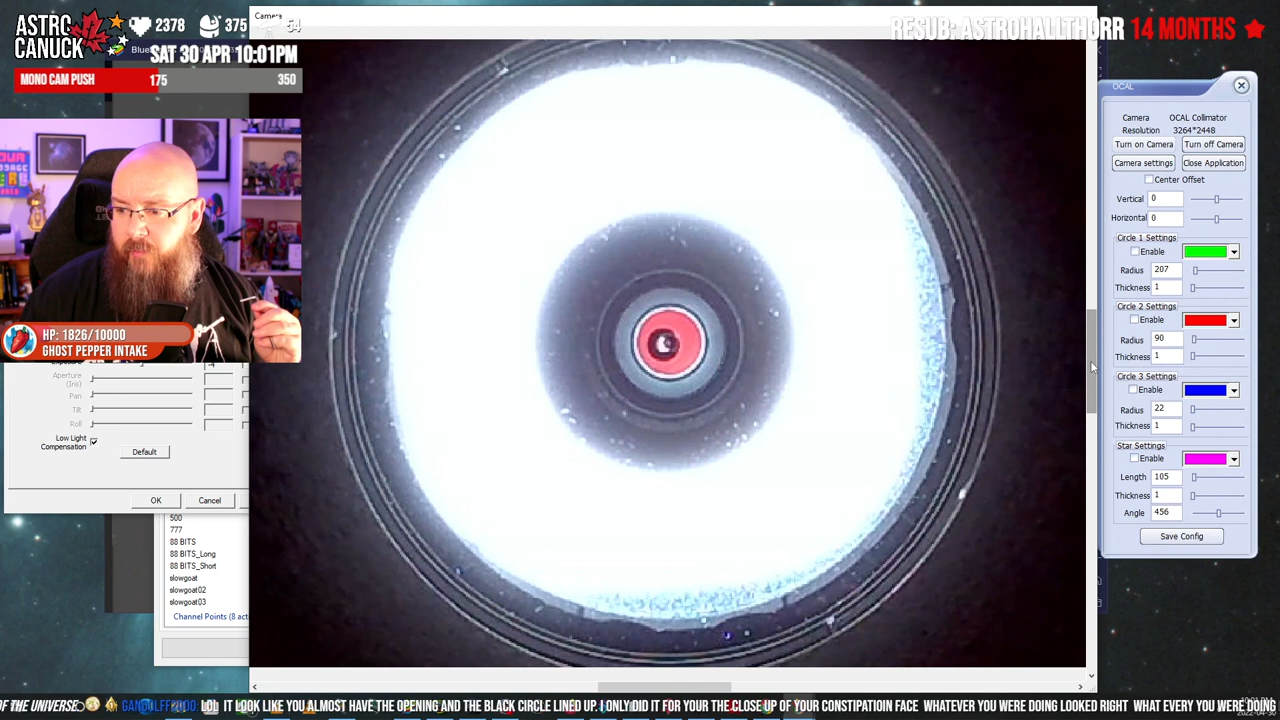 ASTRO
CANUCK
2378
375
54
SAT 30 APR 10:01PM
MONO CAM PUSH 175 350
Camera
RESUB: ASTROHALLTHORR 14 MONTHS
HP: 1826/10000
GHOST PEPPER INTAKE
Aperture
(Iris)
Pan
Tilt
Roll
Low Light
Compensation
Default
OK Cancel
500
777
88 BITS
88 BITS_Long
88 BITS_Short
slowgoat
slowgoat02
slowgoat03
Channel Points (8 act
OCAL
Camera OCAL Collimator
Resolution 3264*2448
Turn on Camera Turn off Camera
Camera settings Close Application
Center Offset
Vertical 0
Horizontal 0
Circle 1 Settings
Enable
Radius 207
Thickness 1
Circle 2 Settings
Enable
Radius 90
Thickness 1
Circle 3 Settings
Enable
Radius 22
Thickness 1
Star Settings
Enable
Length 105
Thickness 1
Angle 456
Save Config
OF THE UNIVERSE LOL IT LOOK LIKE YOU ALMOST HAVE THE OPENING AND THE BLACK CIRCLE LINED UP. I ONLY DID IT FOR YOUR THE CLOSE UP OF YOUR CONSTIPATION FACE WHATEVER YOU WERE DOING LOOKED RIGHT WHAT EVERY YOU WERE DOING